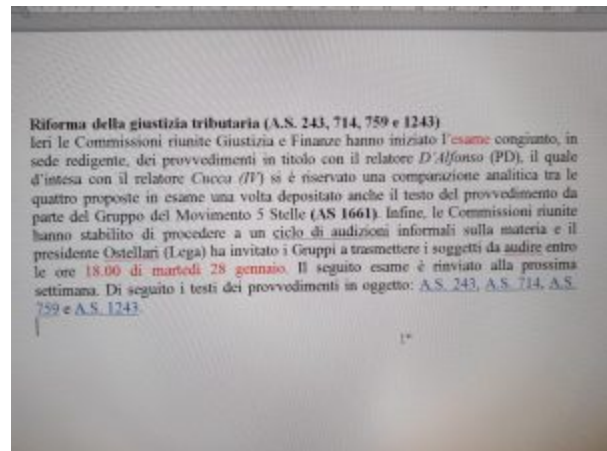 Riforma della giustizia tributaria (A.S. 243, 714, 759 e 1243)
Ieri le Commissioni riunite Giustizia e Finanze hanno iniziato l'esame congiunto, in
sede redigente, dei provvedimenti in titolo con il relatore D'Alfonso (PD), il quale
d'intesa con il relatore Cucca (IV) si è riservato una comparazione analitica tra le
quattro proposte in esame una volta depositato anche il testo del provvedimento da
parte del Gruppo del Movimento 5 Stelle (AS 1661). Infine, le Commissioni riunite
hanno stabilito di procedere a un ciclo di audizioni informali sulla materia e il
presidente Ostellari (Lega) ha invitato i Gruppi a trasmettere i soggetti da audire entro
le ore 18.00 di martedì 28 gennaio. Il seguito esame è rinviato alla prossima
settimana. Di seguito i testi dei provvedimenti in oggetto: A.S. 243, A.S. 714, A.S.
759 e A.S. 1243.